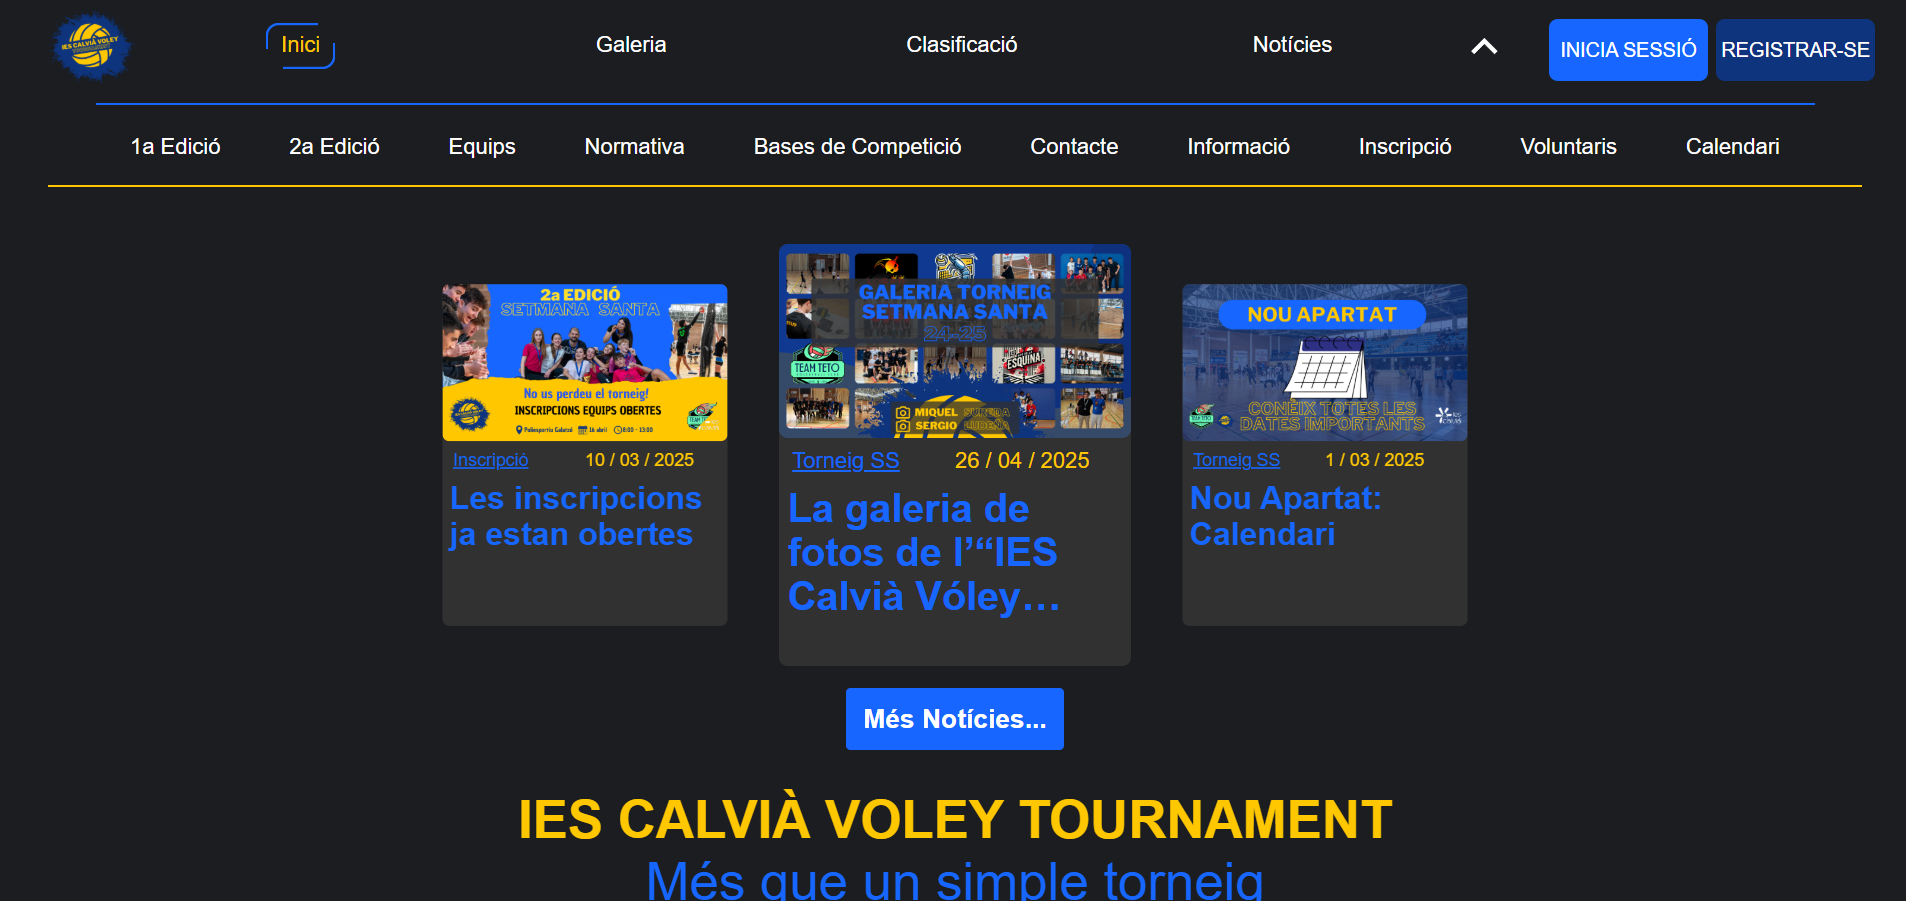 IES CALVIÀ VOLEY
TOURNAMENT
Inici
Galeria
Clasificació
Notícies
INICIA SESSIÓ
REGISTRAR-SE
1a Edició
2a Edició
Equips
Normativa
Bases de Competició
Contacte
Informació
Inscripció
Voluntaris
Calendari
2a EDICIÓ
SETMANA SANTA
No us perdeu el torneig!
INSCRIPCIONS EQUIPS OBERTES
Poliesportiu Galatzó 16 abril 8:00 - 13:00
Inscripció 10 / 03 / 2025
Les inscripcions
ja estan obertes
GALERIA TORNEIG
SETMANA SANTA
24-25
TEAM TETO
ESQUINA
MIQUEL SUREDA
SERGIO LUDEÑA
Torneig SS 26 / 04 / 2025
La galeria de
fotos de l’“IES
Calvià Vóley…
NOU APARTAT
CONEIX TOTES LES
DATES IMPORTANTS
Torneig SS 1 / 03 / 2025
Nou Apartat:
Calendari
Més Notícies...
IES CALVIÀ VOLEY TOURNAMENT
Més que un simple torneig